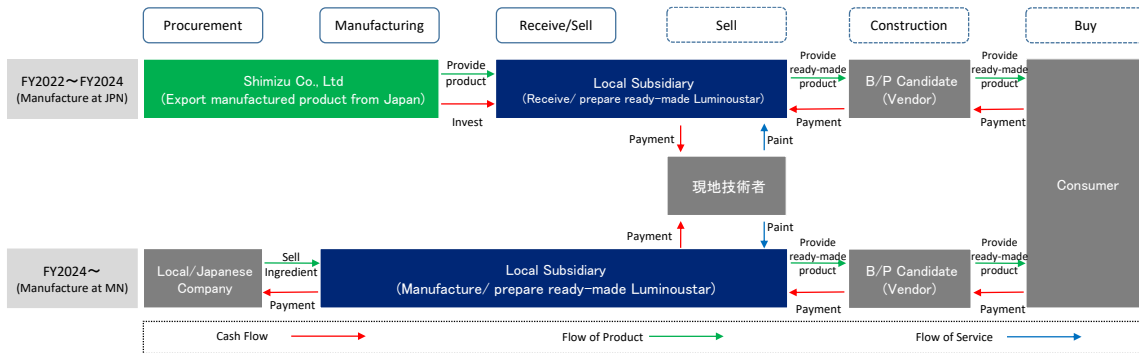 Procurement
Manufacturing
Receive/Sell
Sell
Construction
Buy
FY2022～FY2024
(Manufacture at JPN)
Shimizu Co., Ltd
(Export manufactured product from Japan)
Provide
product
Invest
Local Subsidiary
(Receive/ prepare ready-made Luminoustar)
Provide
ready-made
product
Payment
B/P Candidate
(Vendor)
Provide
ready-made
product
Payment
Consumer
Payment
Paint
現地技術者
Payment
Paint
FY2024～
(Manufacture at MN)
Local/Japanese
Company
Sell
Ingredient
Payment
Local Subsidiary
(Manufacture/ prepare ready-made Luminoustar)
Provide
ready-made
product
Payment
B/P Candidate
(Vendor)
Provide
ready-made
product
Payment
Cash Flow
Flow of Product
Flow of Service